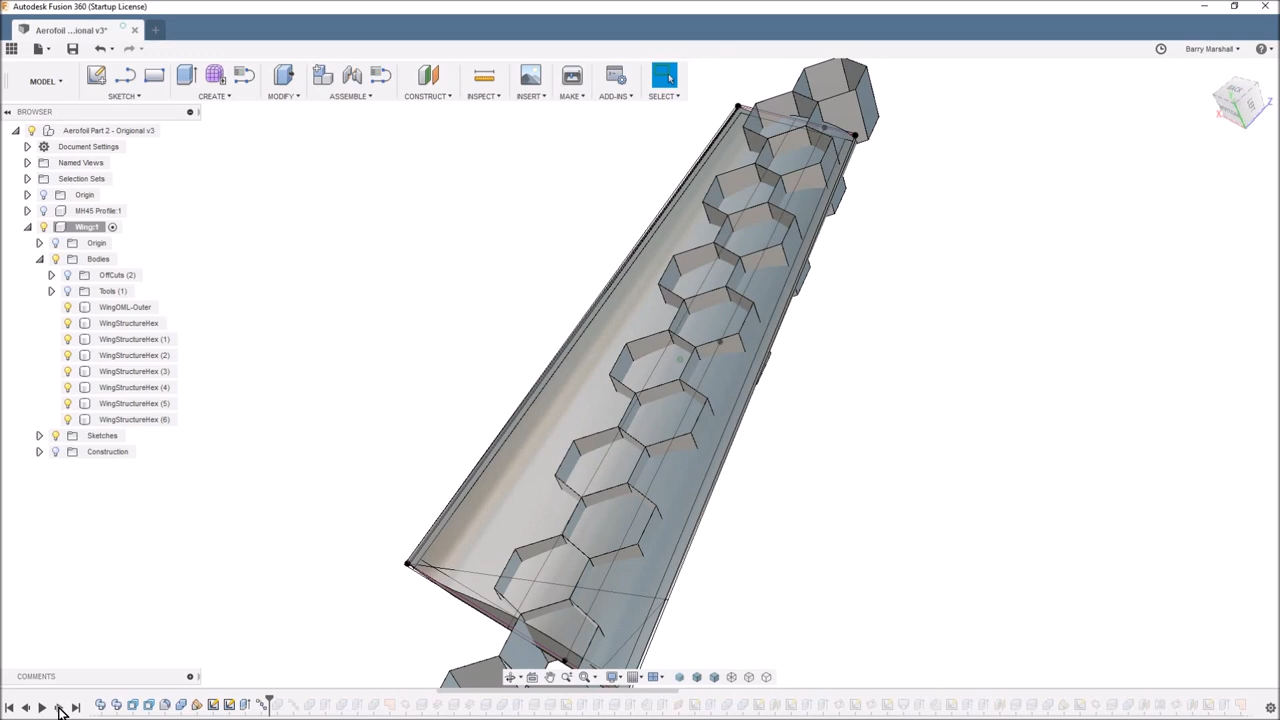 Autodesk Fusion 360 (Startup License)
Aerofoil ...ional v3*
Barry Marshall
MODEL
SKETCH
CREATE
MODIFY
ASSEMBLE
CONSTRUCT
INSPECT
INSERT
MAKE
ADD-INS
SELECT
BROWSER
Aerofoil Part 2 - Origional v3
Document Settings
Named Views
Selection Sets
Origin
MH45 Profile:1
Wing:1
Origin
Bodies
OffCuts (2)
Tools (1)
WingOML-Outer
WingStructureHex
WingStructureHex (1)
WingStructureHex (2)
WingStructureHex (3)
WingStructureHex (4)
WingStructureHex (5)
WingStructureHex (6)
Sketches
Construction
COMMENTS